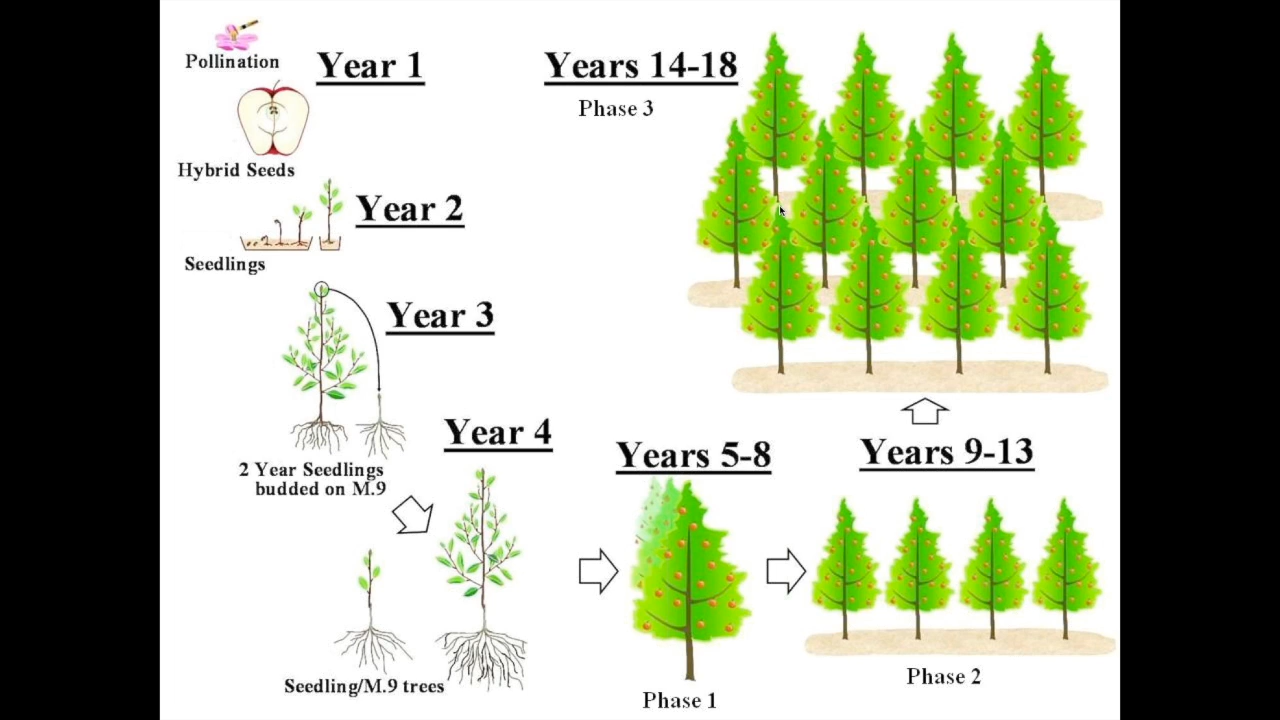 Pollination
Year 1
Hybrid Seeds
Year 2
Seedlings
Year 3
2 Year Seedlings
budded on M.9
Year 4
Seedling/M.9 trees
Years 5-8
Phase 1
Years 9-13
Phase 2
Years 14-18
Phase 3